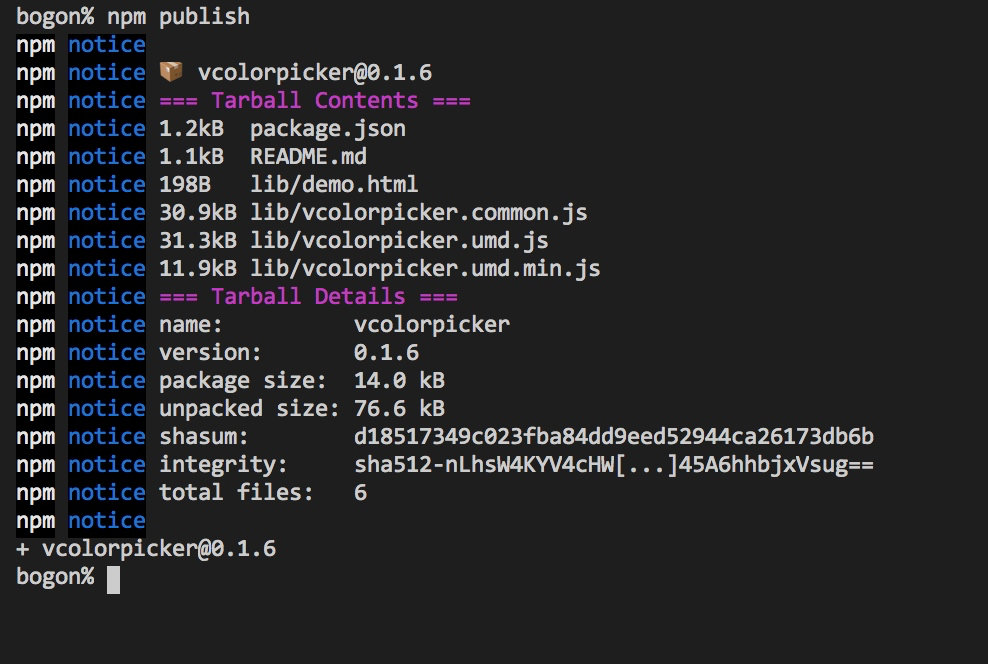 bogon% npm publish
npm notice
npm notice 📦 vcolorpicker@0.1.6
npm notice === Tarball Contents ===
npm notice 1.2kB  package.json
npm notice 1.1kB  README.md
npm notice 198B   lib/demo.html
npm notice 30.9kB lib/vcolorpicker.common.js
npm notice 31.3kB lib/vcolorpicker.umd.js
npm notice 11.9kB lib/vcolorpicker.umd.min.js
npm notice === Tarball Details ===
npm notice name:          vcolorpicker
npm notice version:       0.1.6
npm notice package size:  14.0 kB
npm notice unpacked size: 76.6 kB
npm notice shasum:        d18517349c023fba84dd9eed52944ca26173db6b
npm notice integrity:     sha512-nLhsW4KYV4cHW[...]45A6hhbjxVsug==
npm notice total files:   6
npm notice
+ vcolorpicker@0.1.6
bogon%